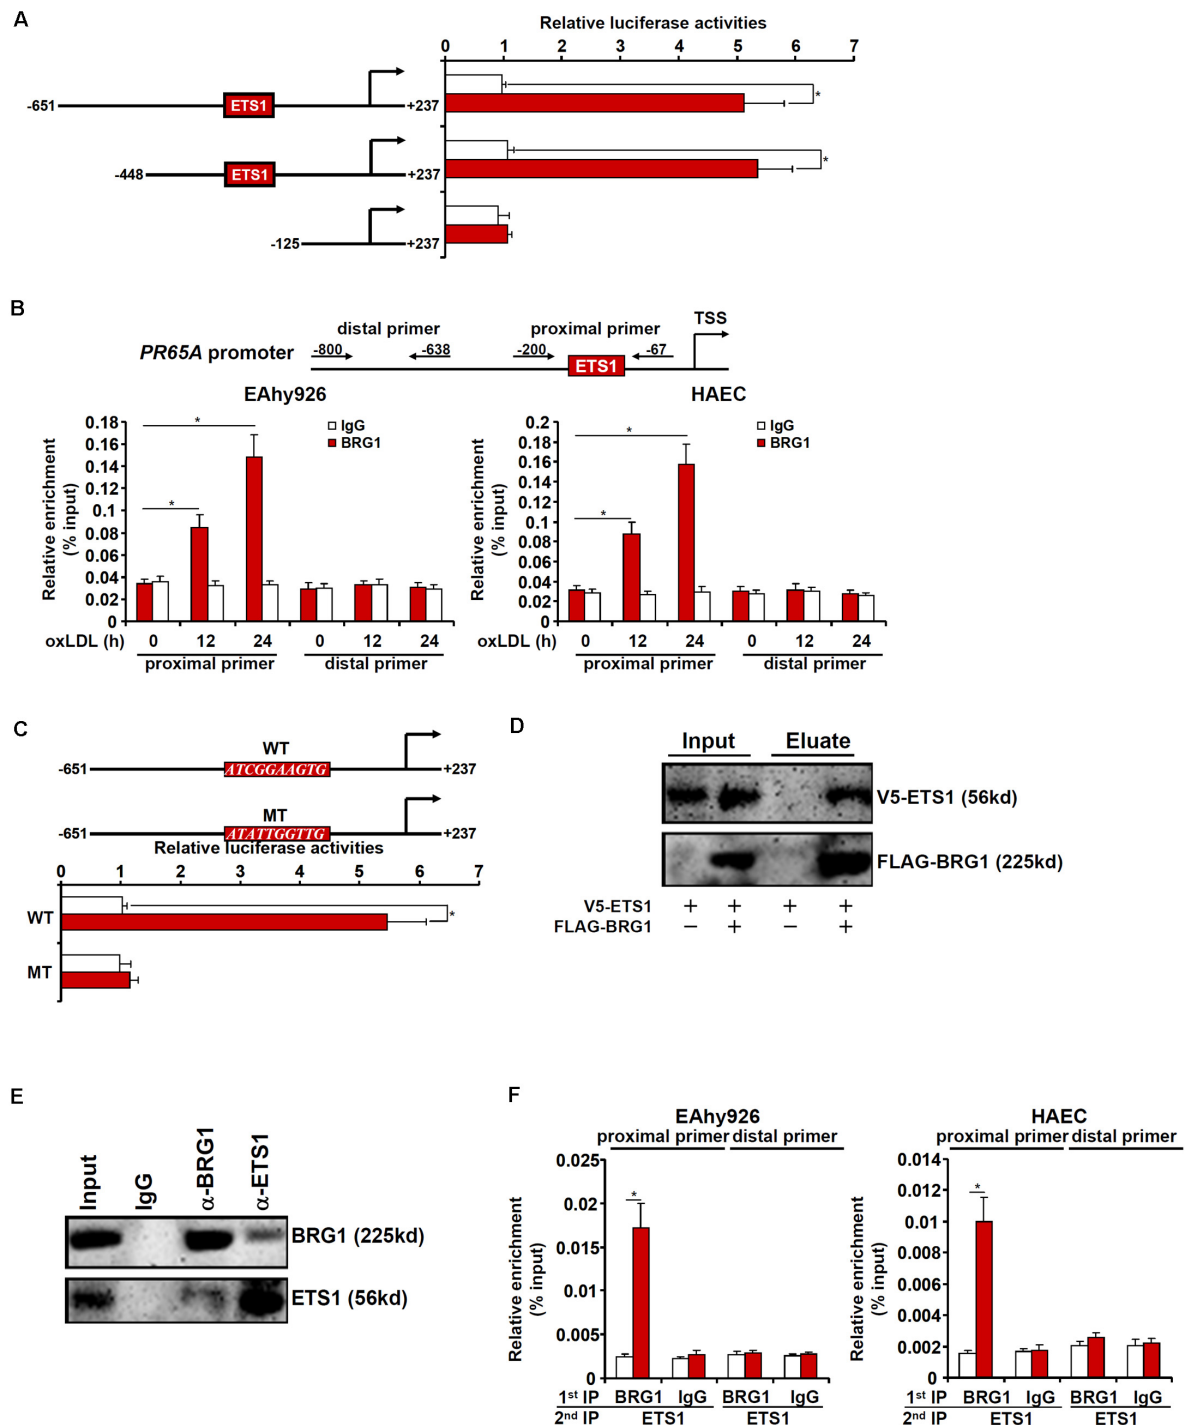 A
Relative luciferase activities
0 1 2 3 4 5 6 7
-651 ETS1 +237
*
-448 ETS1 +237
*
-125 +237
B
PR65A promoter
distal primer
-800 -638
proximal primer
-200 -67
ETS1
TSS
EAhy926
Relative enrichment
(% input)
0.18
0.16
0.14
0.12
0.1
0.08
0.06
0.04
0.02
0
IgG
BRG1
*
*
oxLDL (h) 0 12 24 0 12 24
proximal primer distal primer
HAEC
Relative enrichment
(% input)
0.2
0.18
0.16
0.14
0.12
0.1
0.08
0.06
0.04
0.02
0
IgG
BRG1
*
*
oxLDL (h) 0 12 24 0 12 24
proximal primer distal primer
C
WT
-651 ATCGGAAGTG +237
MT
-651 ATATTGGTTG +237
Relative luciferase activities
0 1 2 3 4 5 6 7
WT
*
MT
D
Input Eluate
V5-ETS1 (56kd)
FLAG-BRG1 (225kd)
V5-ETS1 + + + +
FLAG-BRG1 − + − +
E
Input IgG α-BRG1 α-ETS1
BRG1 (225kd)
ETS1 (56kd)
F
EAhy926
proximal primer distal primer
Relative enrichment
(% input)
0.025
0.02
0.015
0.01
0.005
0
*
1st IP BRG1 IgG BRG1 IgG
2nd IP ETS1 ETS1
HAEC
proximal primer distal primer
Relative enrichment
(% input)
0.014
0.012
0.01
0.008
0.006
0.004
0.002
0
*
1st IP BRG1 IgG BRG1 IgG
2nd IP ETS1 ETS1